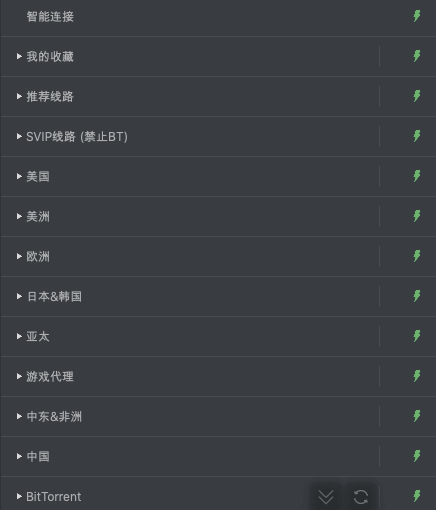 智能连接
我的收藏
推荐线路
SVIP线路 (禁止BT)
美国
美洲
欧洲
日本&韩国
亚太
游戏代理
中东&非洲
中国
BitTorrent